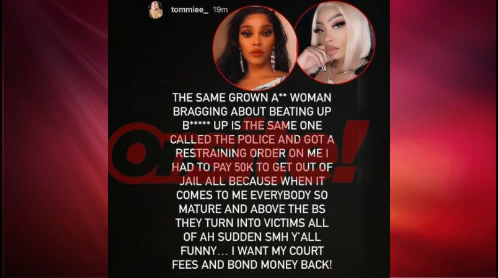 tommiee_ 19m
THE SAME GROWN A** WOMAN
BRAGGING ABOUT BEATING UP
B***** UP IS THE SAME ONE
CALLED THE POLICE AND GOT A
RESTRAINING ORDER ON ME I
HAD TO PAY 50K TO GET OUT OF
JAIL ALL BECAUSE WHEN IT
COMES TO ME EVERYBODY SO
MATURE AND ABOVE THE BS
THEY TURN INTO VICTIMS ALL
OF AH SUDDEN SMH Y'ALL
FUNNY... I WANT MY COURT
FEES AND BOND MONEY BACK!